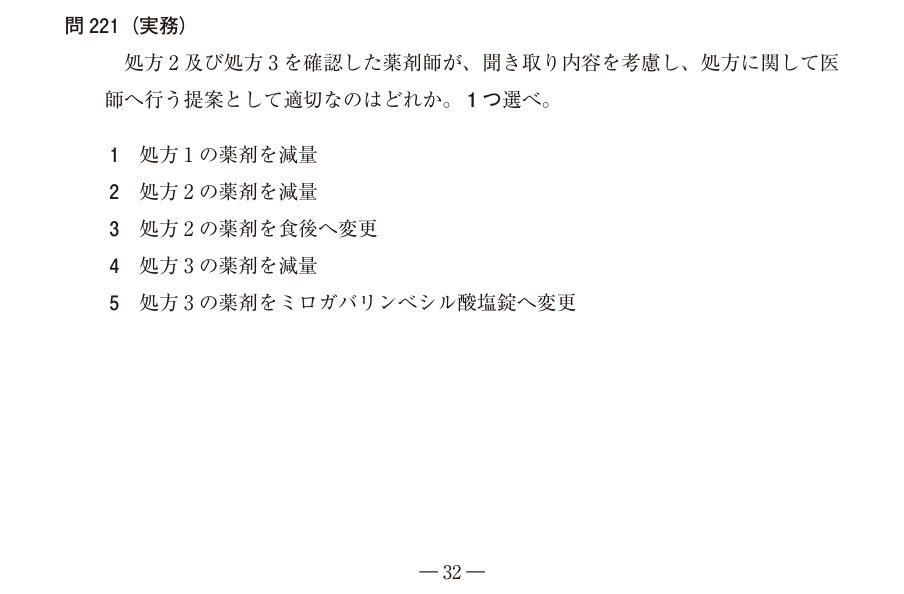 問 221（実務）
処方２及び処方３を確認した薬剤師が、聞き取り内容を考慮し、処方に関して医
師へ行う提案として適切なのはどれか。１つ選べ。
1 処方１の薬剤を減量
2 処方２の薬剤を減量
3 処方２の薬剤を食後へ変更
4 処方３の薬剤を減量
5 処方３の薬剤をミロガバリンベシル酸塩錠へ変更
— 32 —